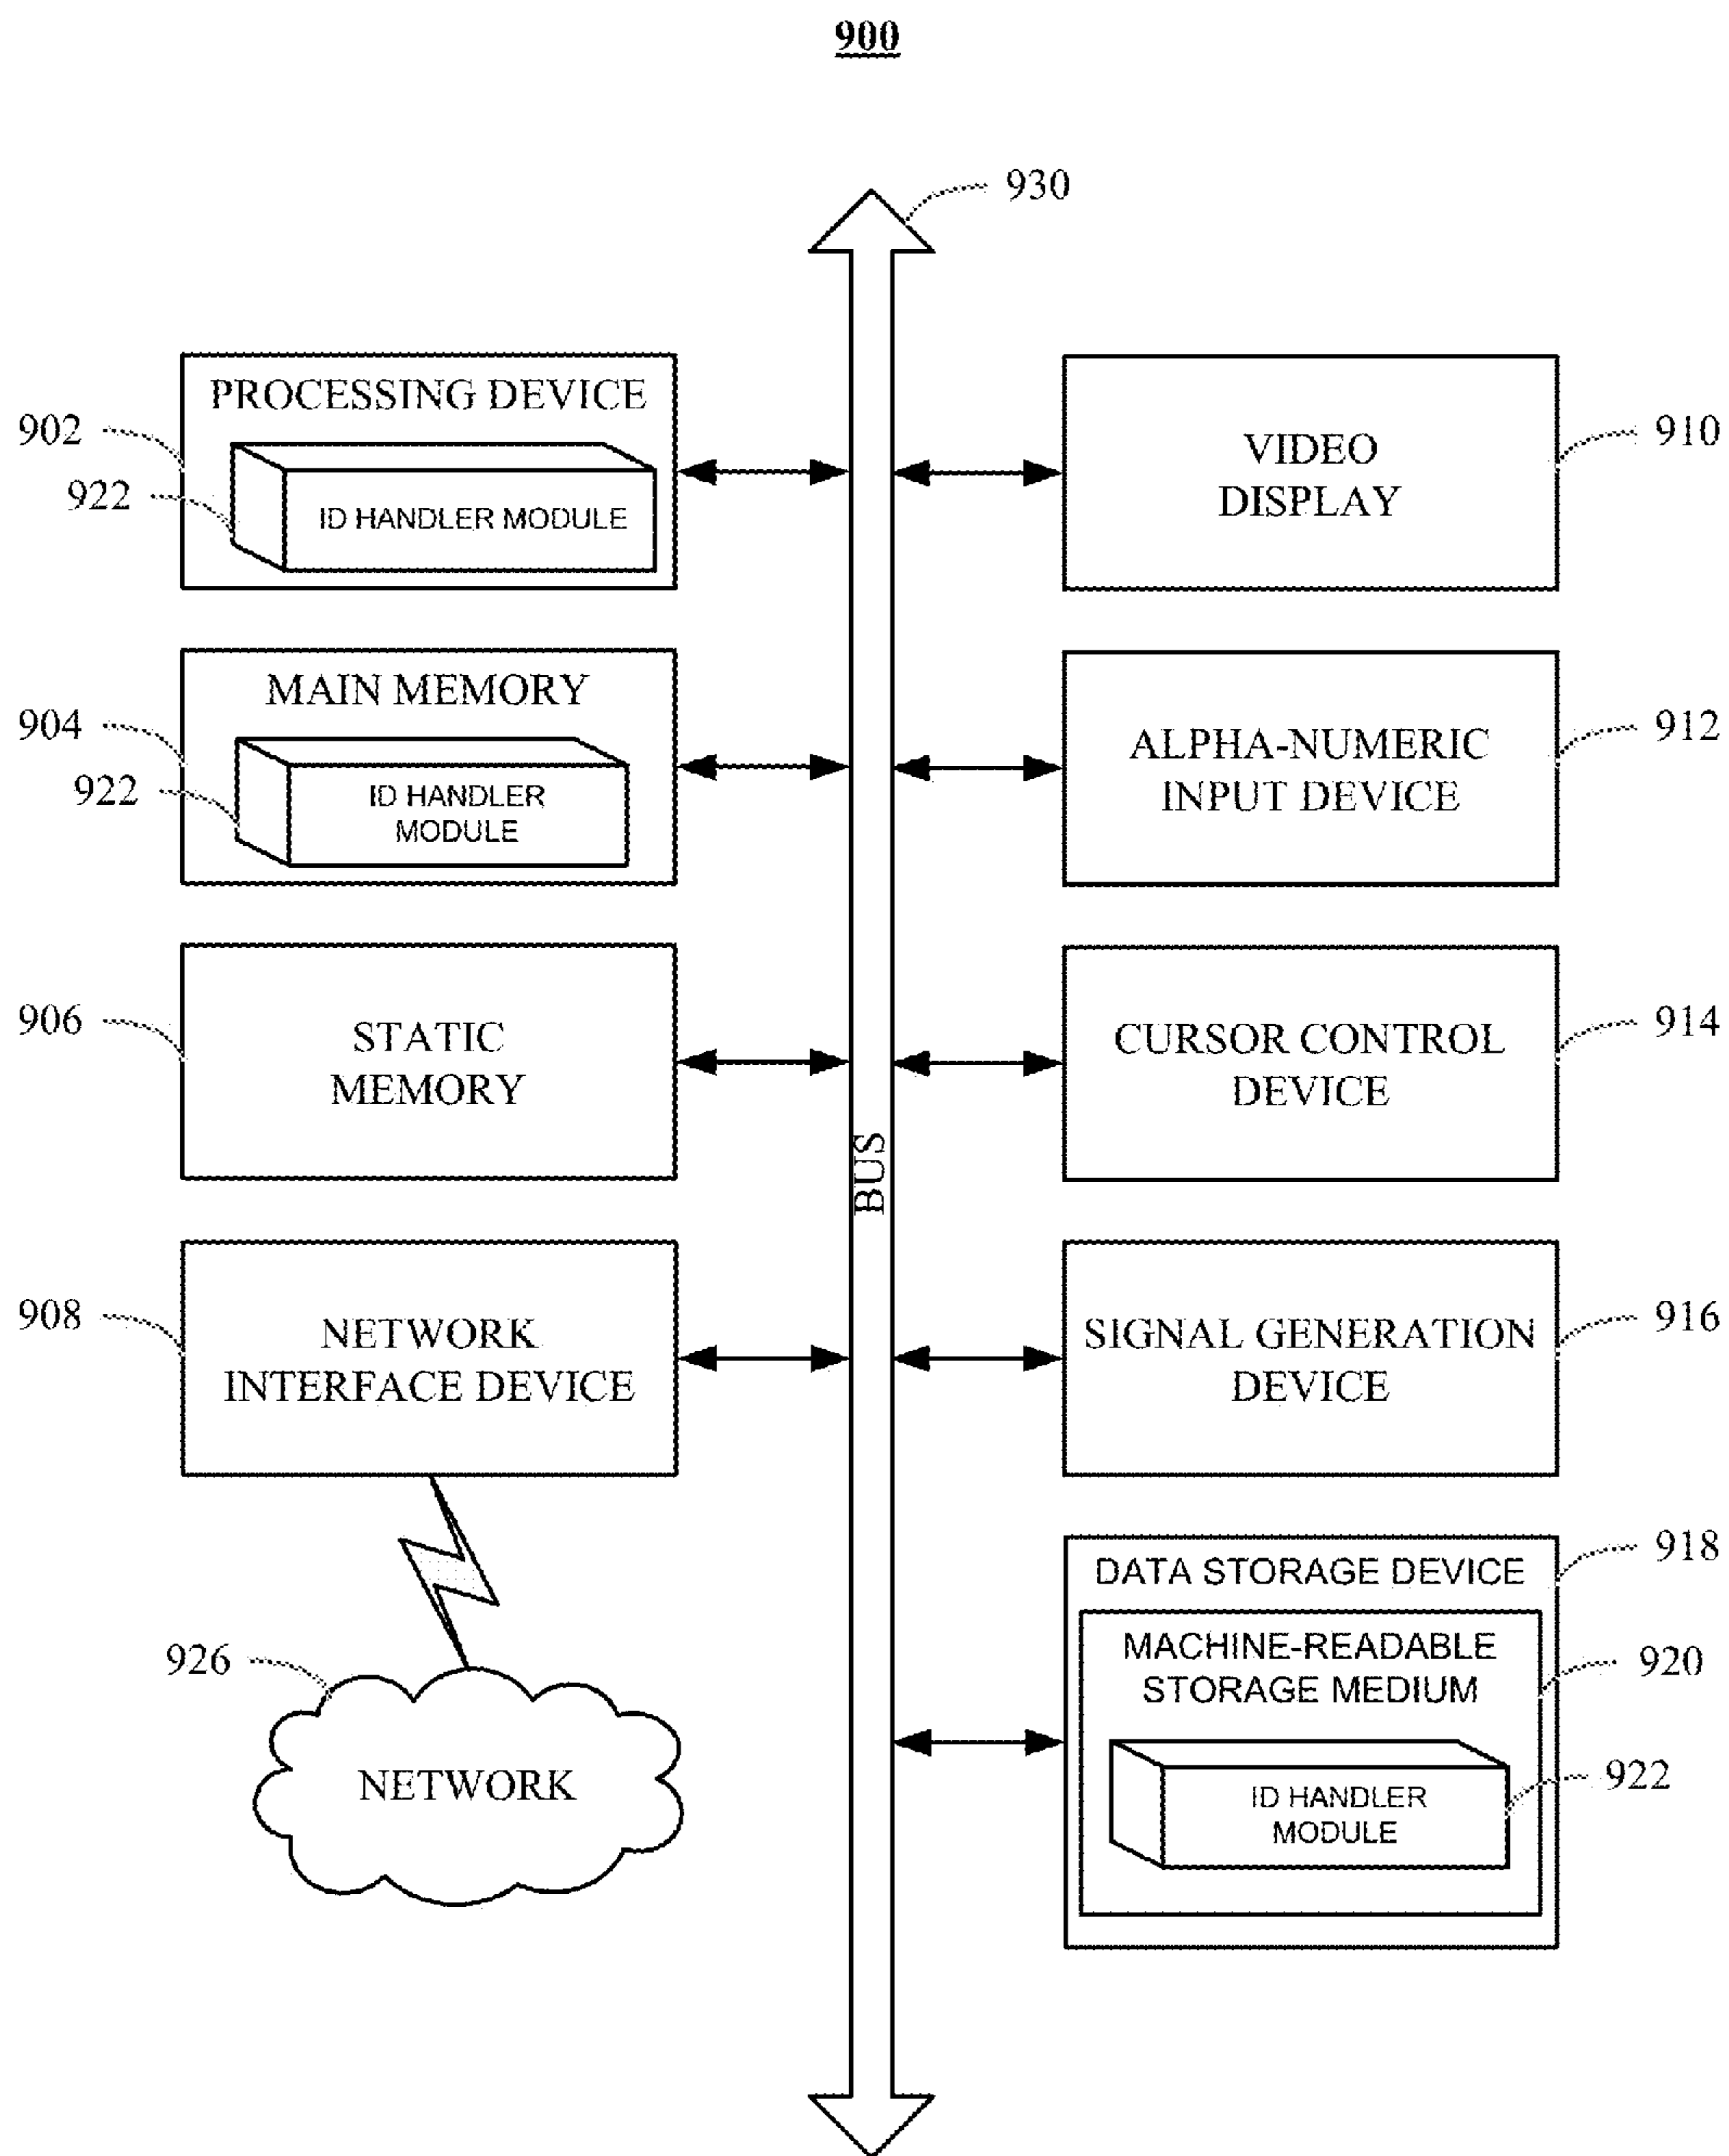 900
930
PROCESSING DEVICE
902
922
ID HANDLER MODULE
VIDEO
DISPLAY
910
MAIN MEMORY
904
922
ID HANDLER
MODULE
ALPHA-NUMERIC
INPUT DEVICE
912
906
STATIC
MEMORY
CURSOR CONTROL
DEVICE
914
BUS
908
NETWORK
INTERFACE DEVICE
SIGNAL GENERATION
DEVICE
916
918
DATA STORAGE DEVICE
MACHINE-READABLE
STORAGE MEDIUM
920
ID HANDLER
MODULE
922
926
NETWORK